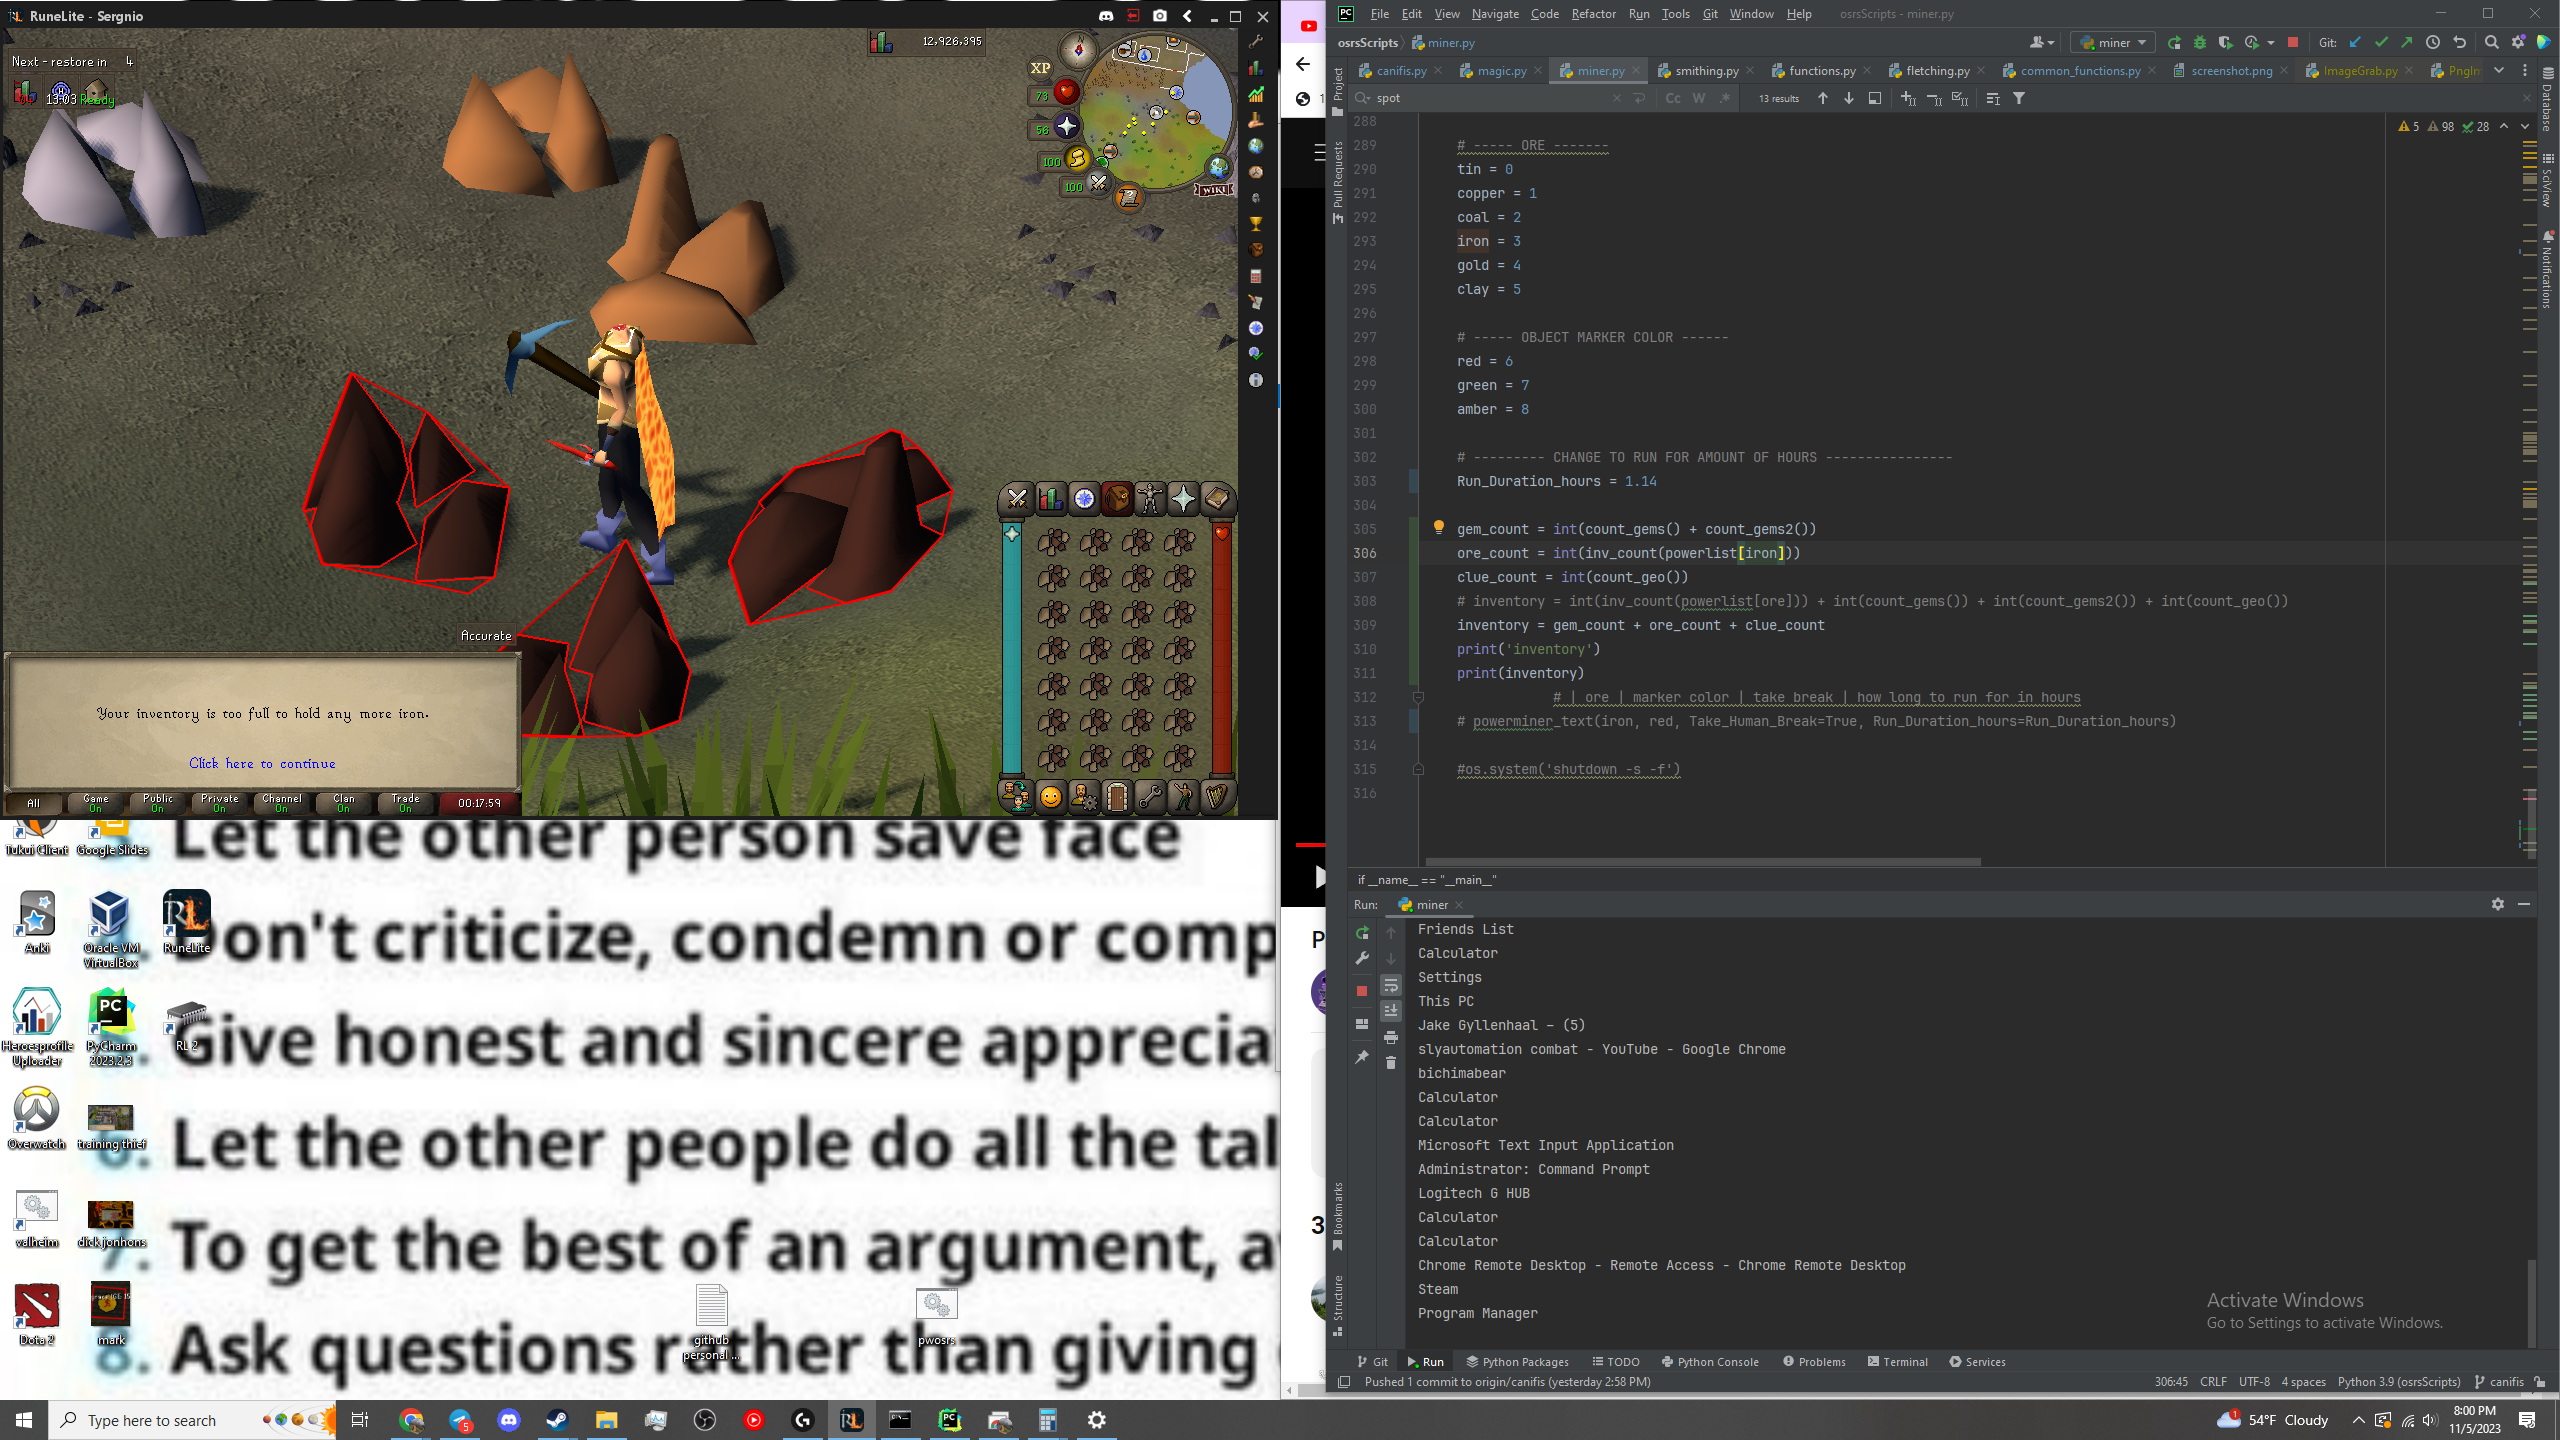 RuneLite - Sergnio
12,926,395
Next - restore in 4
13:03 Ready
XP
73
56
100
100
WIKI
Accurate
Your inventory is too full to hold any more iron.
Click here to continue
All
Game On
Public On
Private On
Channel On
Clan On
Trade On
00:17:59
Let the other person save face
Don't criticize, condemn or comp
Give honest and sincere apprecia
Let the other people do all the tal
7. To get the best of an argument, av
8. Ask questions rather than giving
Tukui Client
Google Slides
Anki
Oracle VM VirtualBox
RuneLite
Heroesprofile Uploader
PyCharm 2023.2.3
RL 2
Overwatch
training thief
valheim
dick jonhons
Dota 2
mark
github personal ...
pwosrs
File Edit View Navigate Code Refactor Run Tools Git Window Help osrsScripts - miner.py
osrsScripts miner.py
miner
Git:
canifis.py magic.py miner.py smithing.py functions.py fletching.py common_functions.py screenshot.png ImageGrab.py PngIm
spot
Cc W .*
13 results
5 98 28
288
289 # ----- ORE -------
290 tin = 0
291 copper = 1
292 coal = 2
293 iron = 3
294 gold = 4
295 clay = 5
296
297 # ----- OBJECT MARKER COLOR ------
298 red = 6
299 green = 7
300 amber = 8
301
302 # --------- CHANGE TO RUN FOR AMOUNT OF HOURS ----------------
303 Run_Duration_hours = 1.14
304
305 gem_count = int(count_gems() + count_gems2())
306 ore_count = int(inv_count(powerlist[iron]))
307 clue_count = int(count_geo())
308 # inventory = int(inv_count(powerlist[ore])) + int(count_gems()) + int(count_gems2()) + int(count_geo())
309 inventory = gem_count + ore_count + clue_count
310 print('inventory')
311 print(inventory)
312 # | ore | marker color | take break | how long to run for in hours
313 # powerminer_text(iron, red, Take_Human_Break=True, Run_Duration_hours=Run_Duration_hours)
314
315 #os.system('shutdown -s -f')
316
if __name__ == "__main__"
Project
Pull Requests
Bookmarks
Structure
Database
SciView
Notifications
Run: miner
Friends List
Calculator
Settings
This PC
Jake Gyllenhaal – (5)
slyautomation combat - YouTube - Google Chrome
bichimabear
Calculator
Calculator
Microsoft Text Input Application
Administrator: Command Prompt
Logitech G HUB
Calculator
Calculator
Chrome Remote Desktop - Remote Access - Chrome Remote Desktop
Steam
Program Manager
Activate Windows
Go to Settings to activate Windows.
Git Run Python Packages TODO Python Console Problems Terminal Services
Pushed 1 commit to origin/canifis (yesterday 2:58 PM)
306:45 CRLF UTF-8 4 spaces Python 3.9 (osrsScripts) canifis
Type here to search
5
1
54°F Cloudy
8:00 PM
11/5/2023